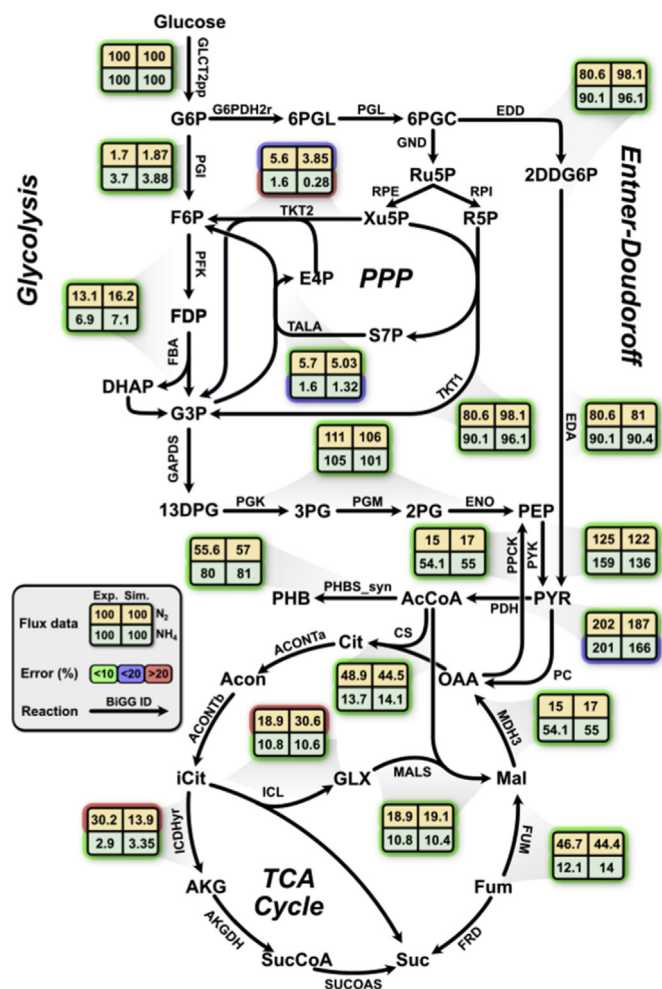 Glucose
GLCT2pp
100 100
100 100
G6P
G6PDH2r
6PGL
PGL
6PGC
EDD
80.6 98.1
90.1 96.1
PGI
1.7 1.87
3.7 3.88
5.6 3.85
1.6 0.28
GND
Ru5P
RPE
RPI
2DDG6P
Entner-Doudoroff
Glycolysis
F6P
TKT2
Xu5P
R5P
PFK
E4P
PPP
13.1 16.2
6.9 7.1
FDP
TALA
S7P
FBA
5.7 5.03
1.6 1.32
DHAP
G3P
TKT1
80.6 98.1
90.1 96.1
EDA
80.6 81
90.1 90.4
GAPDS
111 106
105 101
13DPG
PGK
3PG
PGM
2PG
ENO
PEP
55.6 57
80 81
15 17
54.1 55
PPCK
PYK
125 122
159 136
PHB
PHBS_syn
AcCoA
PDH
PYR
Exp. Sim.
Flux data
100 100
N2
100 100
NH4
Error (%)
<10 <20 >20
Reaction
BiGG ID
202 187
201 166
ACONTa
Cit
CS
OAA
PC
Acon
48.9 44.5
13.7 14.1
ACONTb
MDH3
15 17
54.1 55
18.9 30.6
10.8 10.6
iCit
ICL
GLX
MALS
Mal
30.2 13.9
2.9 3.35
ICDHyr
18.9 19.1
10.8 10.4
FUM
46.7 44.4
12.1 14
AKG
TCA
Cycle
Fum
AKGDH
FRD
SucCoA
SUCOAS
Suc